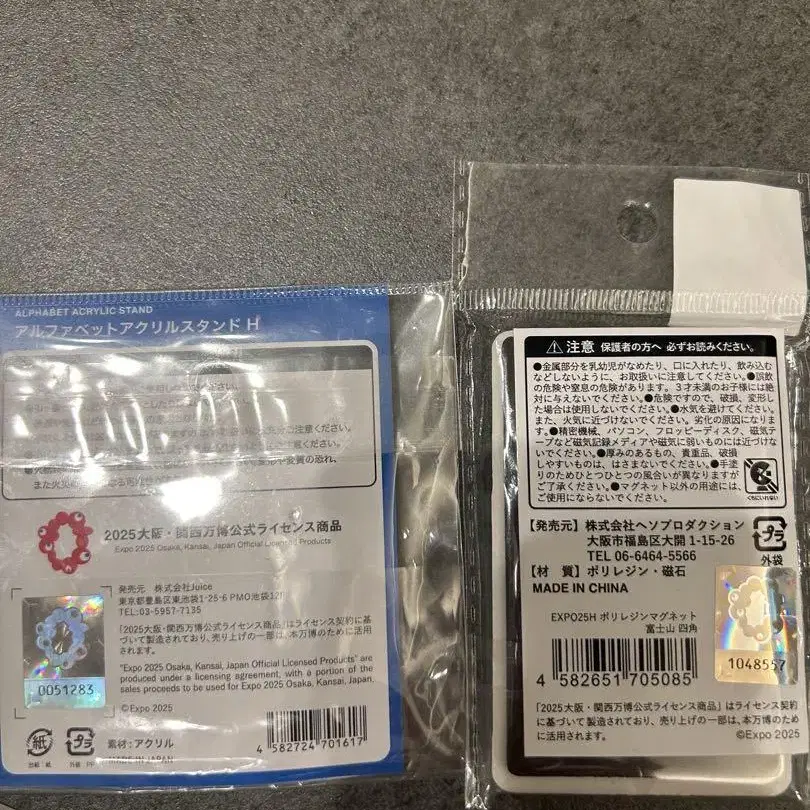 ALPHABET ACRYLIC STAND
アルファベットアクリルスタンド H
2025大阪・関西万博公式ライセンス商品
Expo 2025 Osaka, Kansai, Japan Official Licensed Products
発売元 株式会社Juice
東京都豊島区東池袋1-25-6 PMO池袋12F
TEL:03-5957-7135
「2025大阪・関西万博公式ライセンス商品」はライセンス契約に基
づいて製造されており、売り上げの一部は、本万博のために活用
されます。
"Expo 2025 Osaka, Kansai, Japan Official Licensed Products" are
produced under a licensing agreement, with a portion of the
sales proceeds to be used for Expo 2025 Osaka, Kansai, Japan.
©Expo 2025
0051283
紙
プラ
外袋 PP
素材:アクリル
MADE IN JAPAN
4 582724 701617
注意 保護者の方へ 必ずお読みください。
●金属部分を乳幼児がなめたり、口に入れたり、飲み込む
などしないように、お取扱いに注意してください。●誤飲
の危険や窒息の危険があります。3才未満のお子様には絶
対に与えないでください。●危険ですので、破損、変形し
た場合は使用しないでください。●水気を避けてください。
また、火気に近づけないでください。劣化の原因になりま
す。●精密機械、パソコン、フロッピーディスク、磁気テ
ープなど磁気記録メディアや磁気に弱いものには近づけな
いでください。●厚みのあるもの、貴重品、破損
しやすいものは、はさまないでください。●手塗
りのためひとつひとつの風合いが異なりますが
ご了承ください。●マグネット以外の用途には、
ご使用にならないでください。
くちにいれない
【発売元】株式会社ヘソプロダクション
大阪市福島区大開 1-15-26
TEL 06-6464-5566
【材 質】ポリレジン・磁石
MADE IN CHINA
プラ
外袋
EXPO25H ポリレジンマグネット
富士山 四角
4 582651 705085
1048557
「2025大阪・関西万博公式ライセンス商品」はライセンス契約
に基づいて製造されており、売り上げの一部は、本万博のため
に活用されます。
©Expo 2025